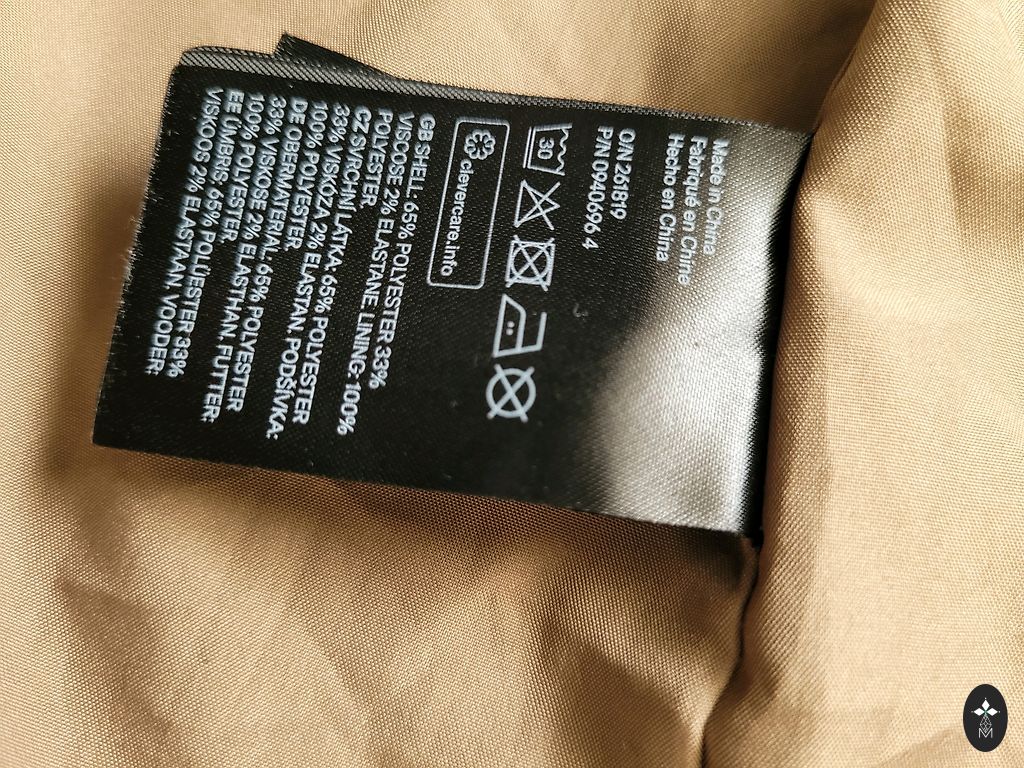 Made in China
Fabriqué en Chine
Hecho en China
O/N 261819
P/N 0040696 4
30
clevercare.info
GB SHELL: 65% POLYESTER 33%
VISCOSE 2% ELASTANE LINING: 100%
POLYESTER.
CZ SVRCHNÍ LÁTKA: 65% POLYESTER
33% VISKÓZA 2% ELASTAN. PODŠÍVKA:
100% POLYESTER.
DE OBERMATERIAL: 65% POLYESTER
33% VISKOSE 2% ELASTHAN. FUTTER:
100% POLYESTER.
EE ÜMBRIS: 65% POLÜESTER 33%
VISKOOS 2% ELASTAAN VOODER:
M